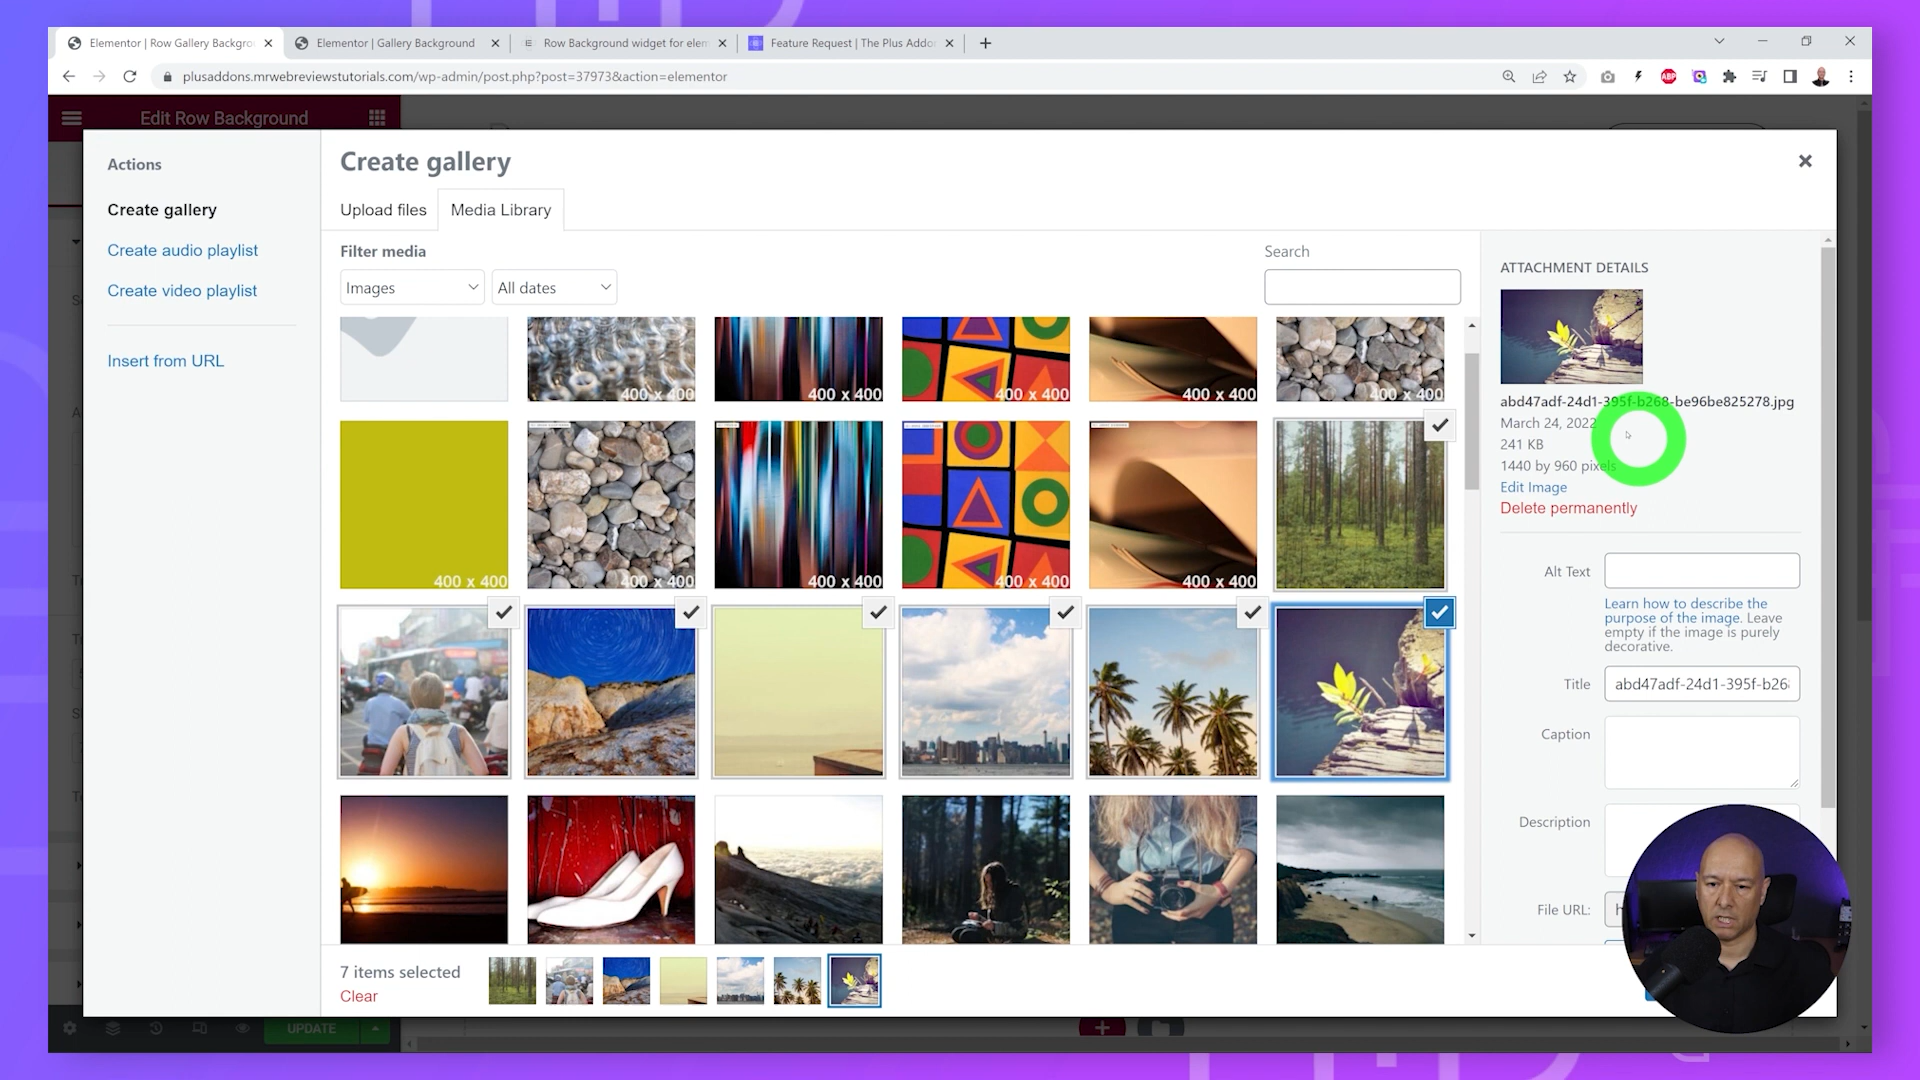 Elementor | Row Gallery Backgro
Elementor | Gallery Background
Row Background widget for elem
Feature Request | The Plus Addo
plusaddons.mrwebreviewstutorials.com/wp-admin/post.php?post=37973&action=elementor
ABP
Edit Row Background
Actions
Create gallery
Create audio playlist
Create video playlist
Insert from URL
Create gallery
Upload files
Media Library
Filter media
Images
All dates
Search
400 x 400
400 x 400
400 x 400
400 x 400
400 x 400
400 x 400
400 x 400
400 x 400
400 x 400
400 x 400
ATTACHMENT DETAILS
abd47adf-24d1-395f-b268-be96be825278.jpg
March 24, 2022
241 KB
1440 by 960 pixels
Edit Image
Delete permanently
Alt Text
Learn how to describe the
purpose of the image. Leave
empty if the image is purely
decorative.
Title
abd47adf-24d1-395f-b26
Caption
Description
File URL:
7 items selected
Clear
UPDATE